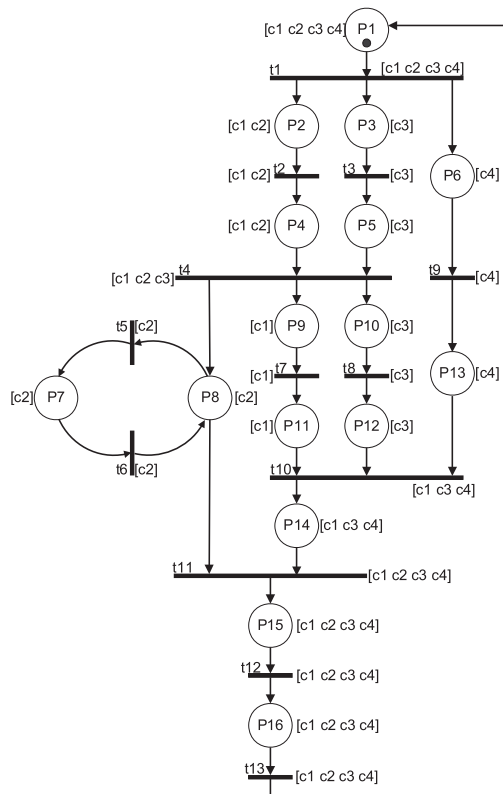 [c1 c2 c3 c4] P1
t1 [c1 c2 c3 c4]
[c1 c2] P2 P3 [c3]
[c1 c2] t2 t3 [c3] P6 [c4]
[c1 c2] P4 P5 [c3]
[c1 c2 c3] t4 t9 [c4]
t5 [c2] [c1] P9 P10 [c3]
[c1] t7 t8 [c3] P13 [c4]
[c2] P7 P8 [c2]
[c1] P11 P12 [c3]
t6 [c2] t10
[c1 c3 c4]
P14 [c1 c3 c4]
t11 [c1 c2 c3 c4]
P15 [c1 c2 c3 c4]
t12 [c1 c2 c3 c4]
P16 [c1 c2 c3 c4]
t13 [c1 c2 c3 c4]